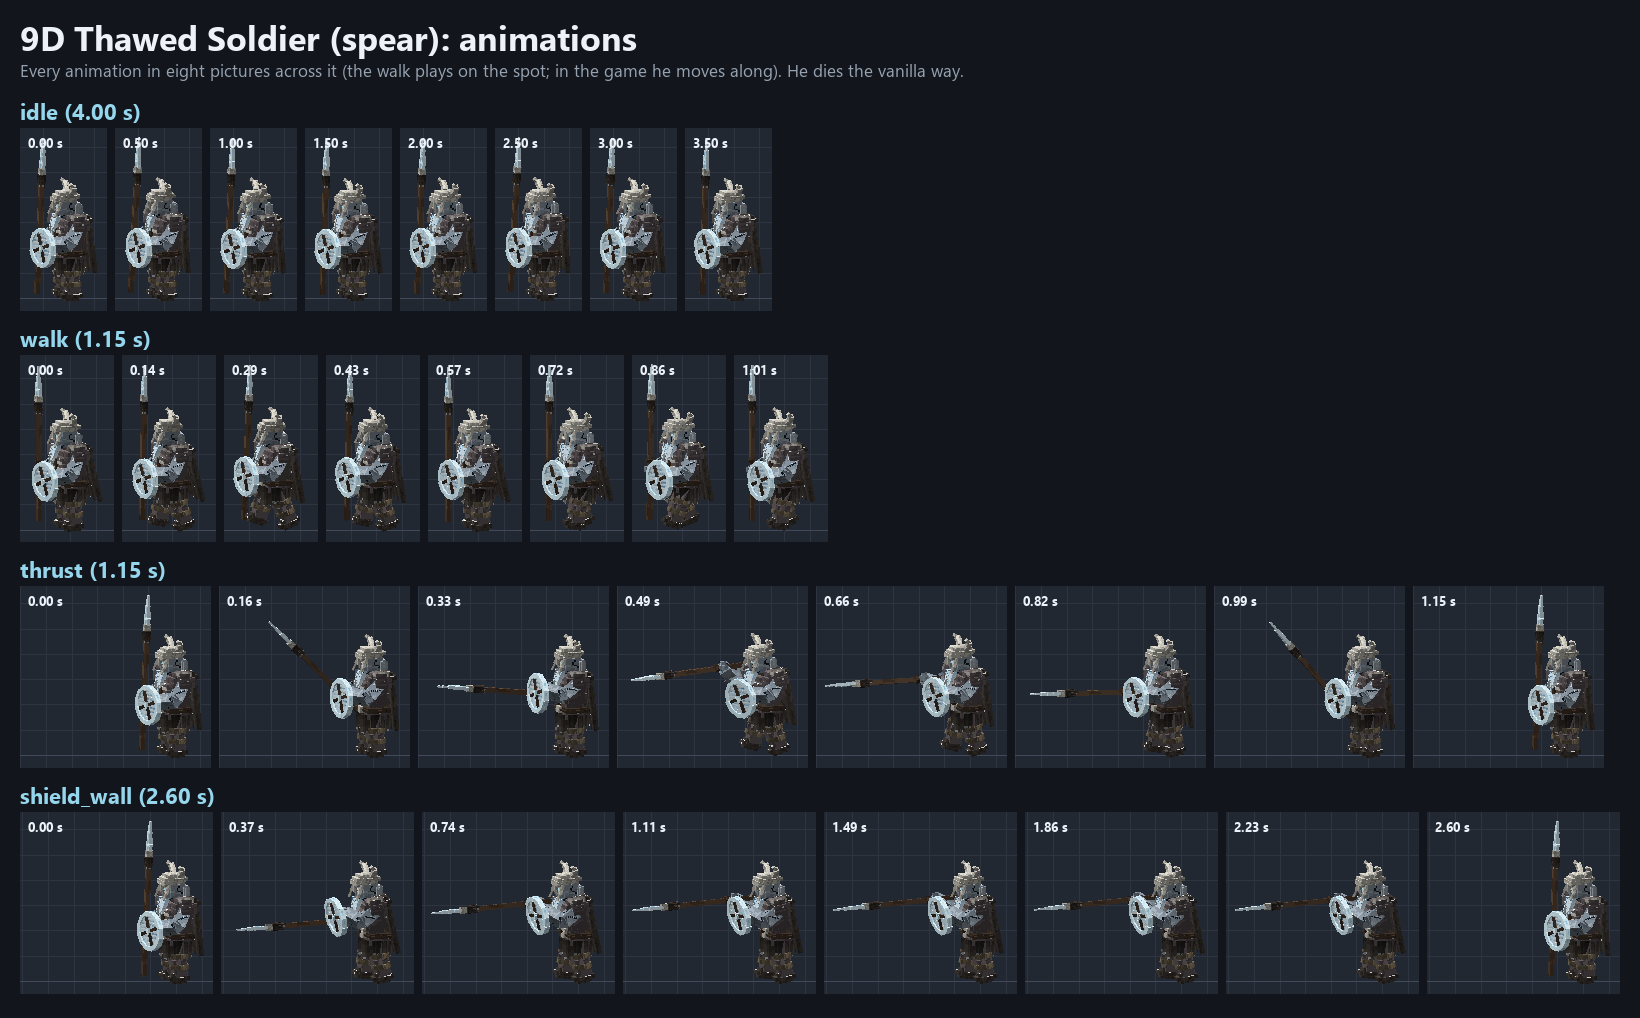 9D Thawed Soldier (spear): animations
Every animation in eight pictures across it (the walk plays on the spot; in the game he moves along). He dies the vanilla way.
idle (4.00 s)
0.00 s 0.50 s 1.00 s 1.50 s 2.00 s 2.50 s 3.00 s 3.50 s
walk (1.15 s)
0.00 s 0.14 s 0.29 s 0.43 s 0.57 s 0.72 s 0.86 s 1.01 s
thrust (1.15 s)
0.00 s 0.16 s 0.33 s 0.49 s 0.66 s 0.82 s 0.99 s 1.15 s
shield_wall (2.60 s)
0.00 s 0.37 s 0.74 s 1.11 s 1.49 s 1.86 s 2.23 s 2.60 s